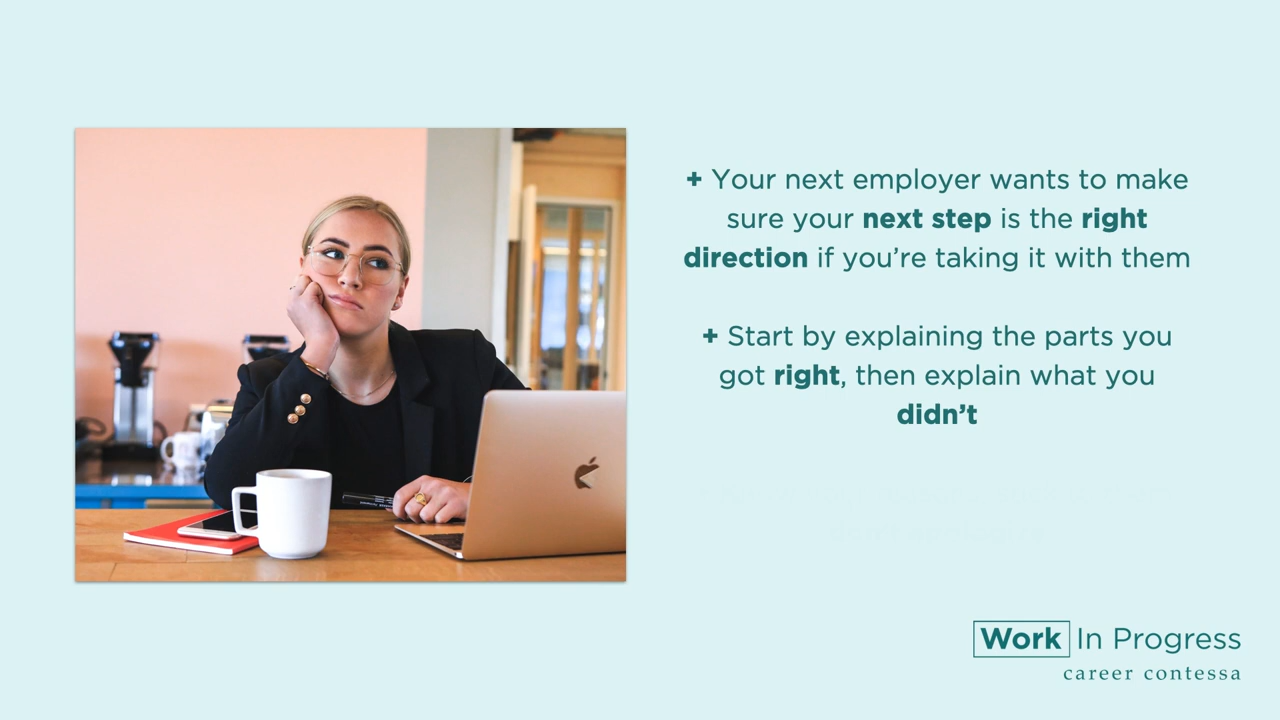 + Your next employer wants to make
sure your next step is the right
direction if you’re taking it with them
+ Start by explaining the parts you
got right, then explain what you
didn’t
don't apologize
Work In Progress
career contessa